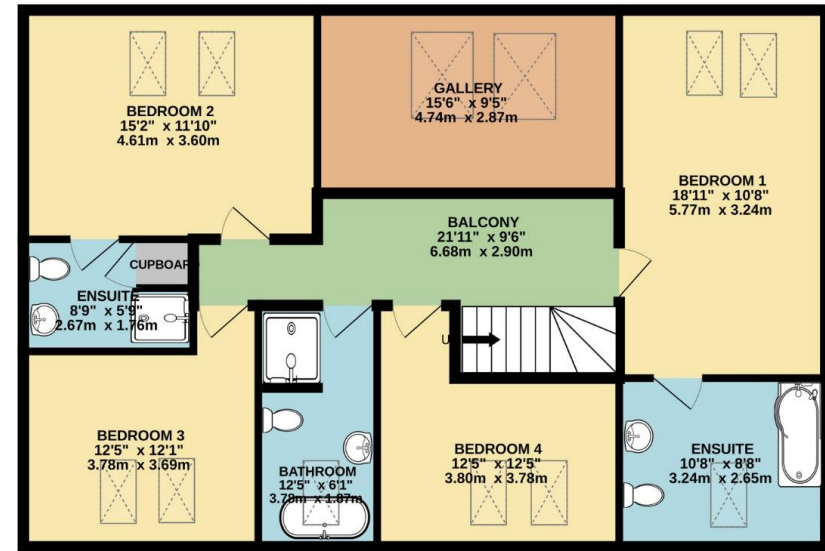 BEDROOM 2
15'2" x 11'10"
4.61m x 3.60m
GALLERY
15'6" x 9'5"
4.74m x 2.87m
BEDROOM 1
18'11" x 10'8"
5.77m x 3.24m
BALCONY
21'11" x 9'6"
6.68m x 2.90m
CUPBOARD
ENSUITE
8'9" x 5'9"
2.67m x 1.76m
BEDROOM 3
12'5" x 12'1"
3.78m x 3.69m
BATHROOM
12'5" x 6'1"
3.78m x 1.87m
BEDROOM 4
12'5" x 12'5"
3.80m x 3.78m
ENSUITE
10'8" x 8'8"
3.24m x 2.65m